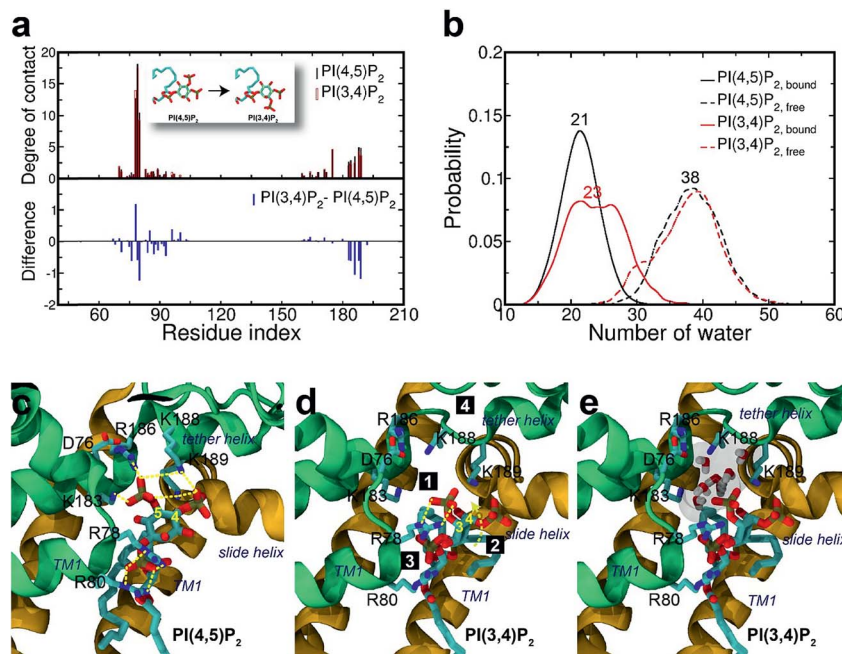 a
b
20
15
10
5
0
Degree of contact
PI(4,5)P2
PI(3,4)P2
PI(4,5)P2
PI(3,4)P2
2
1
0
-1
-2
Difference
PI(3,4)P2- PI(4,5)P2
60
90
120
150
180
210
Residue index
0.2
0.15
0.1
0.05
0
Probability
PI(4,5)P2, bound
PI(4,5)P2, free
PI(3,4)P2, bound
PI(3,4)P2, free
21
23
38
10
20
30
40
50
60
Number of water
c
R186
K188
D76
tether helix
K189
K183
5
4
R78
slide helix
TM1
TM1
R80
PI(4,5)P2
d
4
R186
K188
tether helix
D76
K189
1
K183
3
4
R78
2
slide helix
3
TM1
R80
TM1
PI(3,4)P2
e
R186
tether helix
K188
D76
K189
K183
R78
slide helix
TM1
R80
TM1
PI(3,4)P2